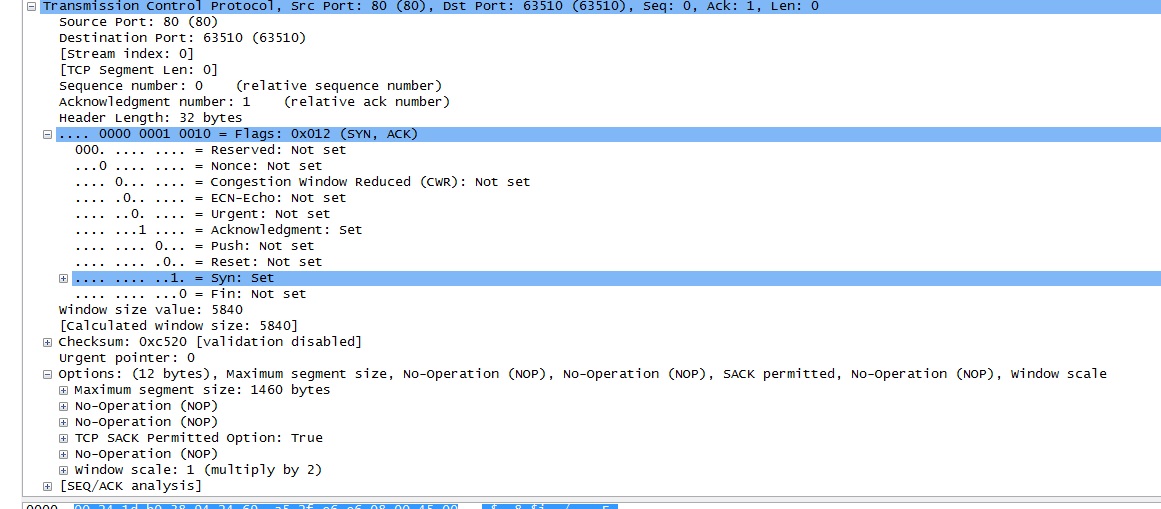 Transmission Control Protocol, Src Port: 80 (80), Dst Port: 63510 (63510), Seq: 0, Ack: 1, Len: 0
Source Port: 80 (80)
Destination Port: 63510 (63510)
[Stream index: 0]
[TCP Segment Len: 0]
Sequence number: 0    (relative sequence number)
Acknowledgment number: 1    (relative ack number)
Header Length: 32 bytes
.... 0000 0001 0010 = Flags: 0x012 (SYN, ACK)
000. .... .... = Reserved: Not set
...0 .... .... = Nonce: Not set
.... 0... .... = Congestion Window Reduced (CWR): Not set
.... .0.. .... = ECN-Echo: Not set
.... ..0. .... = Urgent: Not set
.... ...1 .... = Acknowledgment: Set
.... .... 0... = Push: Not set
.... .... .0.. = Reset: Not set
.... .... ..1. = Syn: Set
.... .... ...0 = Fin: Not set
Window size value: 5840
[Calculated window size: 5840]
Checksum: 0xc520 [validation disabled]
Urgent pointer: 0
Options: (12 bytes), Maximum segment size, No-Operation (NOP), No-Operation (NOP), SACK permitted, No-Operation (NOP), Window scale
Maximum segment size: 1460 bytes
No-Operation (NOP)
No-Operation (NOP)
TCP SACK Permitted Option: True
No-Operation (NOP)
Window scale: 1 (multiply by 2)
[SEQ/ACK analysis]